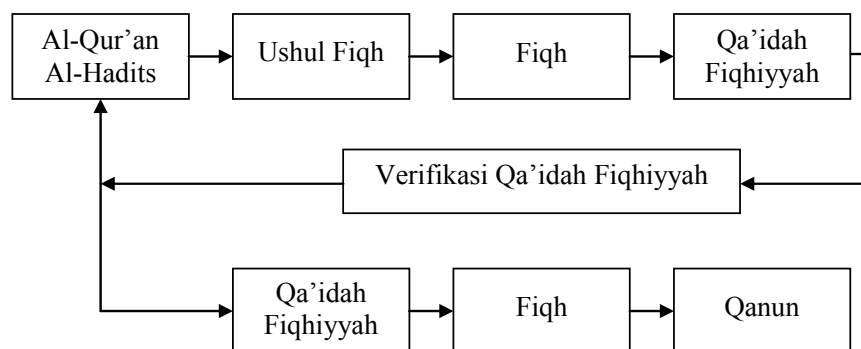 Al-Qur’an
Al-Hadits
Ushul Fiqh
Fiqh
Qa’idah
Fiqhiyyah
Verifikasi Qa’idah Fiqhiyyah
Qa’idah
Fiqhiyyah
Fiqh
Qanun